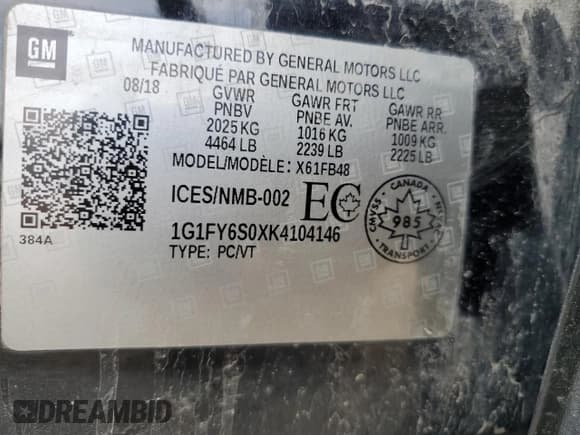 GM
MANUFACTURED BY GENERAL MOTORS LLC
FABRIQUÉ PAR GENERAL MOTORS LLC
08/18
GVWR
PNBV
2025 KG
4464 LB
GAWR FRT
PNBE AV.
1016 KG
2239 LB
GAWR RR
PNBE ARR.
1009 KG
2225 LB
MODEL/MODÈLE: X61FB48
ICES/NMB-002
EC
1G1FY6S0XK4104146
TYPE: PC/VT
384A
CANADA
CMVSS
985
TRANSPORT
DREAMBID